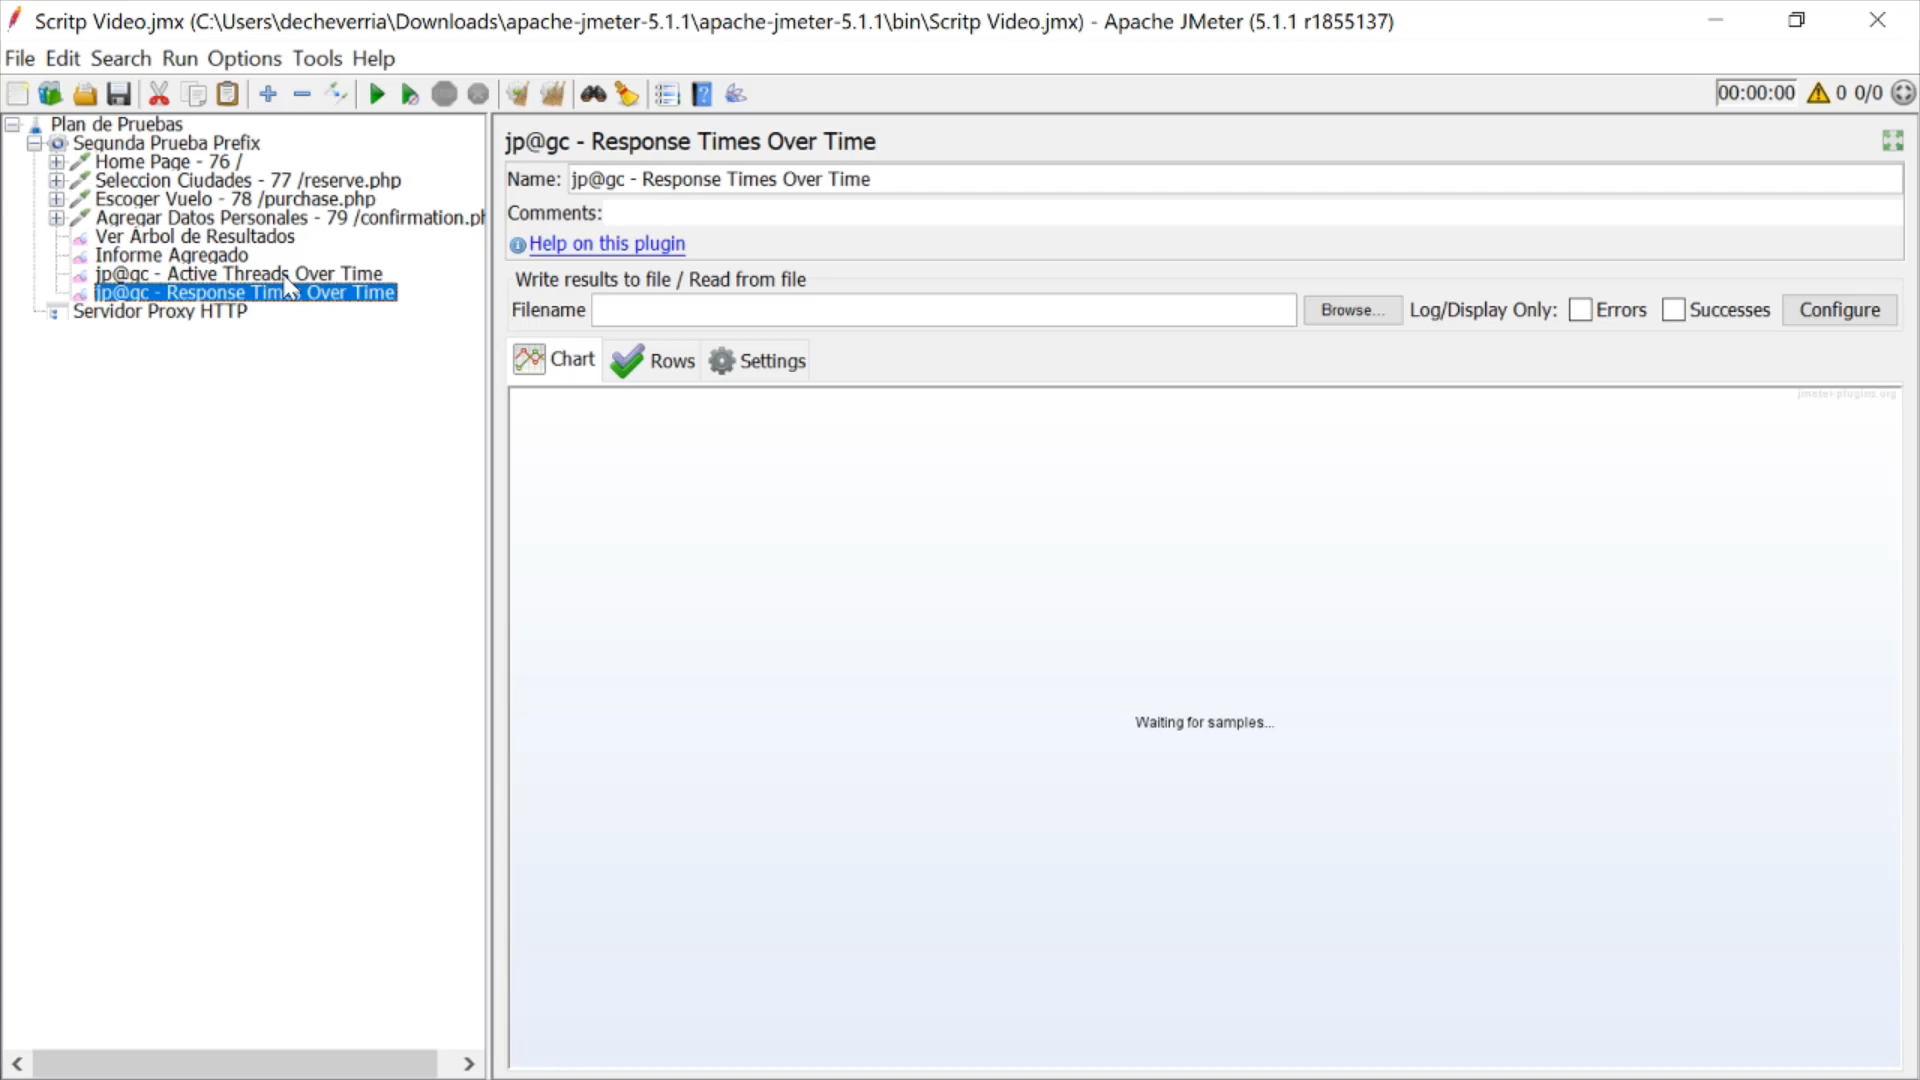 Scritp Video.jmx (C:\Users\decheverria\Downloads\apache-jmeter-5.1.1\apache-jmeter-5.1.1\bin\Scritp Video.jmx) - Apache JMeter (5.1.1 r1855137)
File Edit Search Run Options Tools Help
00:00:00 0 0/0
Plan de Pruebas
Segunda Prueba Prefix
Home Page - 76 /
Seleccion Ciudades - 77 /reserve.php
Escoger Vuelo - 78 /purchase.php
Agregar Datos Personales - 79 /confirmation.ph
Ver Árbol de Resultados
Informe Agregado
jp@gc - Active Threads Over Time
jp@gc - Response Times Over Time
Servidor Proxy HTTP
jp@gc - Response Times Over Time
Name: jp@gc - Response Times Over Time
Comments:
Help on this plugin
Write results to file / Read from file
Filename Browse... Log/Display Only: Errors Successes Configure
Chart Rows Settings
jmeter-plugins.org
Waiting for samples...